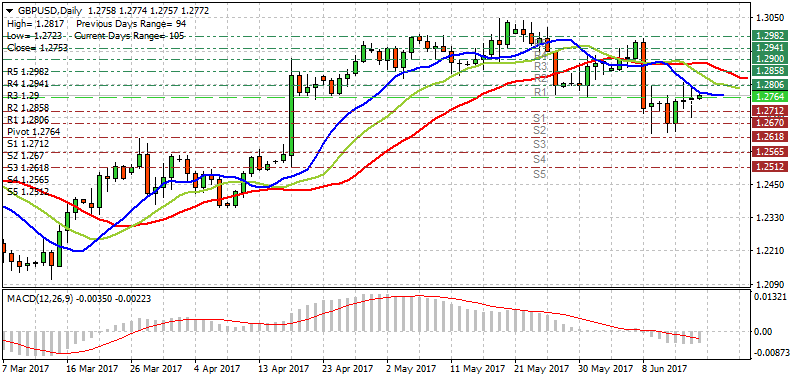 GBPUSD,Daily 1.2758 1.2774 1.2757 1.2772
High= 1.2817 Previous Days Range= 94
Low= 1.2723 Current Days Range= 105
Close= 1.2753
R5 1.2982
R4 1.2941
R3 1.29
R2 1.2858
R1 1.2806
Pivot 1.2764
S1 1.2712
S2 1.267
S3 1.2618
S4 1.2565
S5 1.2512
R3
R2
R1
S1
S2
S3
S4
S5
1.3050
1.2982
1.2941
1.2900
1.2858
1.2806
1.2764
1.2712
1.2670
1.2618
1.2565
1.2512
1.2450
1.2330
1.2210
1.2090
MACD(12,26,9) -0.00350 -0.00223
0.01321
0.00
-0.00873
7 Mar 2017 16 Mar 2017 26 Mar 2017 4 Apr 2017 13 Apr 2017 23 Apr 2017 2 May 2017 11 May 2017 21 May 2017 30 May 2017 8 Jun 2017